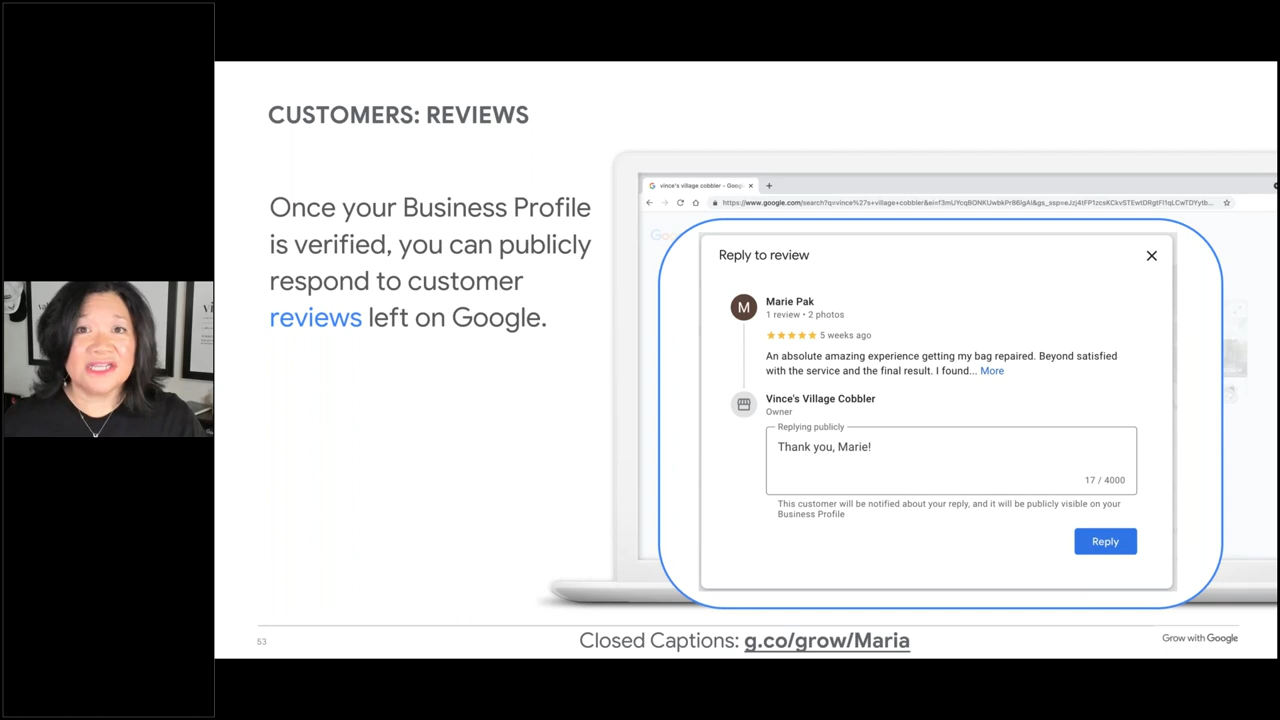 CUSTOMERS: REVIEWS
Once your Business Profile
is verified, you can publicly
respond to customer
reviews left on Google.
vince's village cobbler - Goog
Reply to review
M
Marie Pak
1 review • 2 photos
5 weeks ago
An absolute amazing experience getting my bag repaired. Beyond satisfied
with the service and the final result. I found... More
Vince's Village Cobbler
Owner
Replying publicly
Thank you, Marie!
17 / 4000
This customer will be notified about your reply, and it will be publicly visible on your
Business Profile
Reply
53
Closed Captions: g.co/grow/Maria
Grow with Google